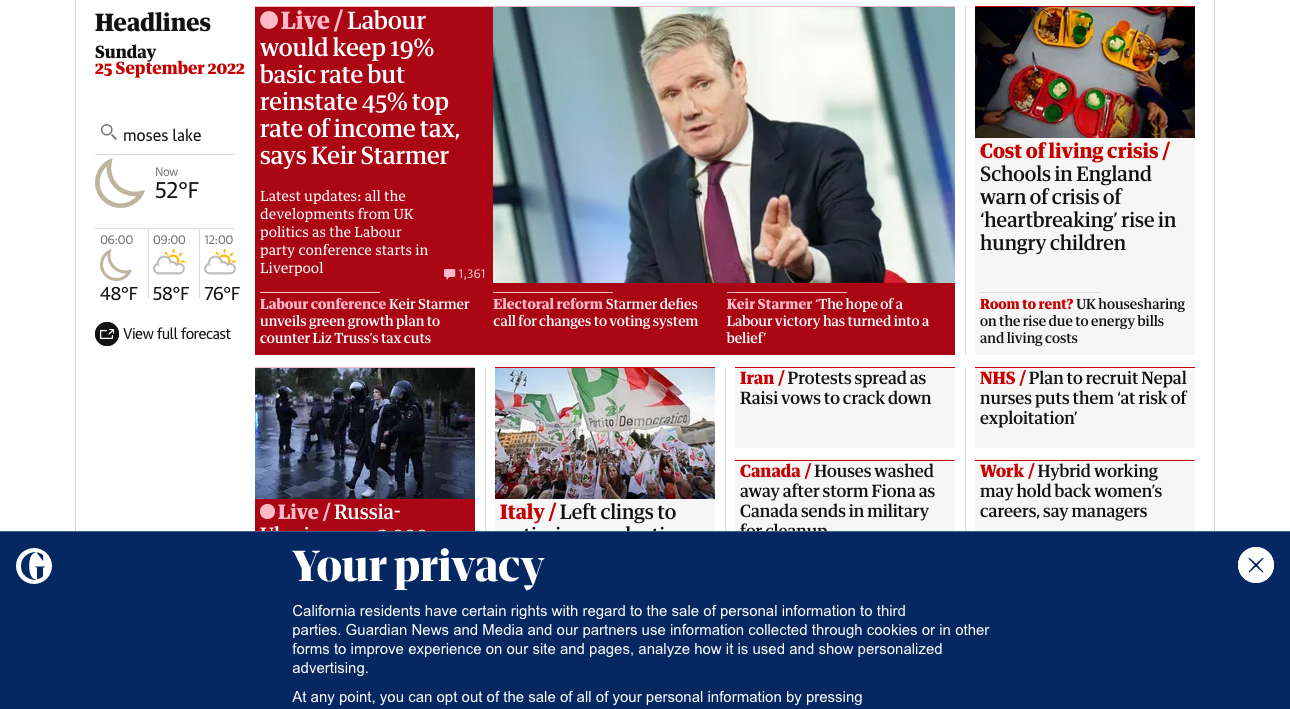 Headlines
Sunday
25 September 2022
moses lake
Now
52°F
06:00
48°F
09:00
58°F
12:00
76°F
View full forecast
Live / Labour
would keep 19%
basic rate but
reinstate 45% top
rate of income tax,
says Keir Starmer
Latest updates: all the
developments from UK
politics as the Labour
party conference starts in
Liverpool
1,361
Labour conference Keir Starmer
unveils green growth plan to
counter Liz Truss's tax cuts
Electoral reform Starmer defies
call for changes to voting system
Keir Starmer ‘The hope of a
Labour victory has turned into a
belief’
Cost of living crisis /
Schools in England
warn of crisis of
‘heartbreaking’ rise in
hungry children
Room to rent? UK housesharing
on the rise due to energy bills
and living costs
Live / Russia-
Partito Democratico
Italy / Left clings to
Iran / Protests spread as
Raisi vows to crack down
Canada / Houses washed
away after storm Fiona as
Canada sends in military
for cleanup
NHS / Plan to recruit Nepal
nurses puts them ‘at risk of
exploitation’
Work / Hybrid working
may hold back women’s
careers, say managers
Your privacy
California residents have certain rights with regard to the sale of personal information to third
parties. Guardian News and Media and our partners use information collected through cookies or in other
forms to improve experience on our site and pages, analyze how it is used and show personalized
advertising.
At any point, you can opt out of the sale of all of your personal information by pressing